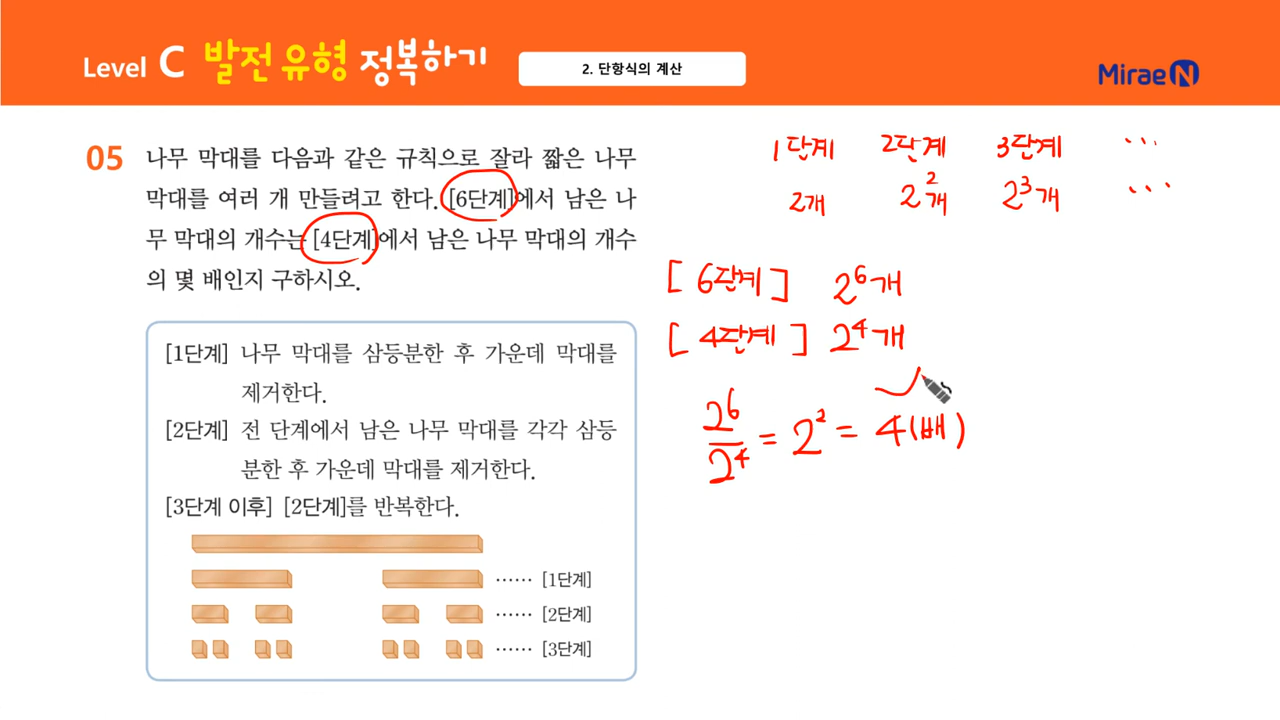 Level C 발전 유형 정복하기
2. 단항식의 계산
Mirae N
05 나무 막대를 다음과 같은 규칙으로 잘라 짧은 나무
막대를 여러 개 만들려고 한다. [6단계]에서 남은 나
무 막대의 개수는 [4단계]에서 남은 나무 막대의 개수
의 몇 배인지 구하시오.
[1단계] 나무 막대를 삼등분한 후 가운데 막대를
제거한다.
[2단계] 전 단계에서 남은 나무 막대를 각각 삼등
분한 후 가운데 막대를 제거한다.
[3단계 이후] [2단계]를 반복한다.
…… [1단계]
…… [2단계]
…… [3단계]
1단계 2단계 3단계 …
2개 2²개 2³개 …
[6단계] 2⁶개
[4단계] 2⁴개
2⁶/2⁴ = 2² = 4(배)